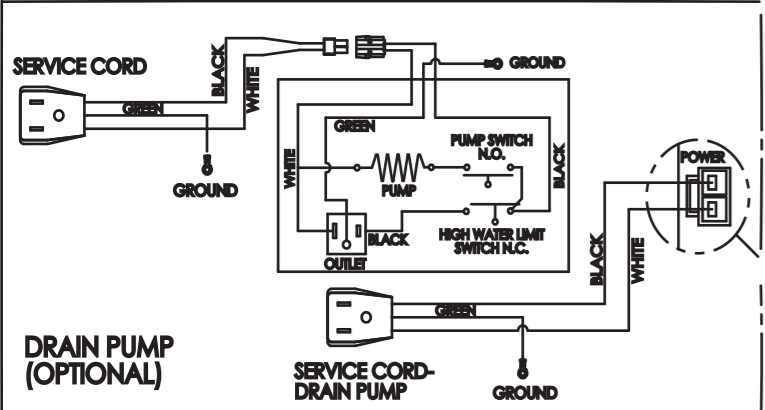 SERVICE CORD
BLACK
WHITE
GREEN
GROUND
GROUND
GREEN
WHITE
PUMP SWITCH
N.O.
PUMP
BLACK
BLACK
HIGH WATER LIMIT
SWITCH N.C.
OUTLET
POWER
BLACK
WHITE
GREEN
DRAIN PUMP
(OPTIONAL)
SERVICE CORD-
DRAIN PUMP
GROUND